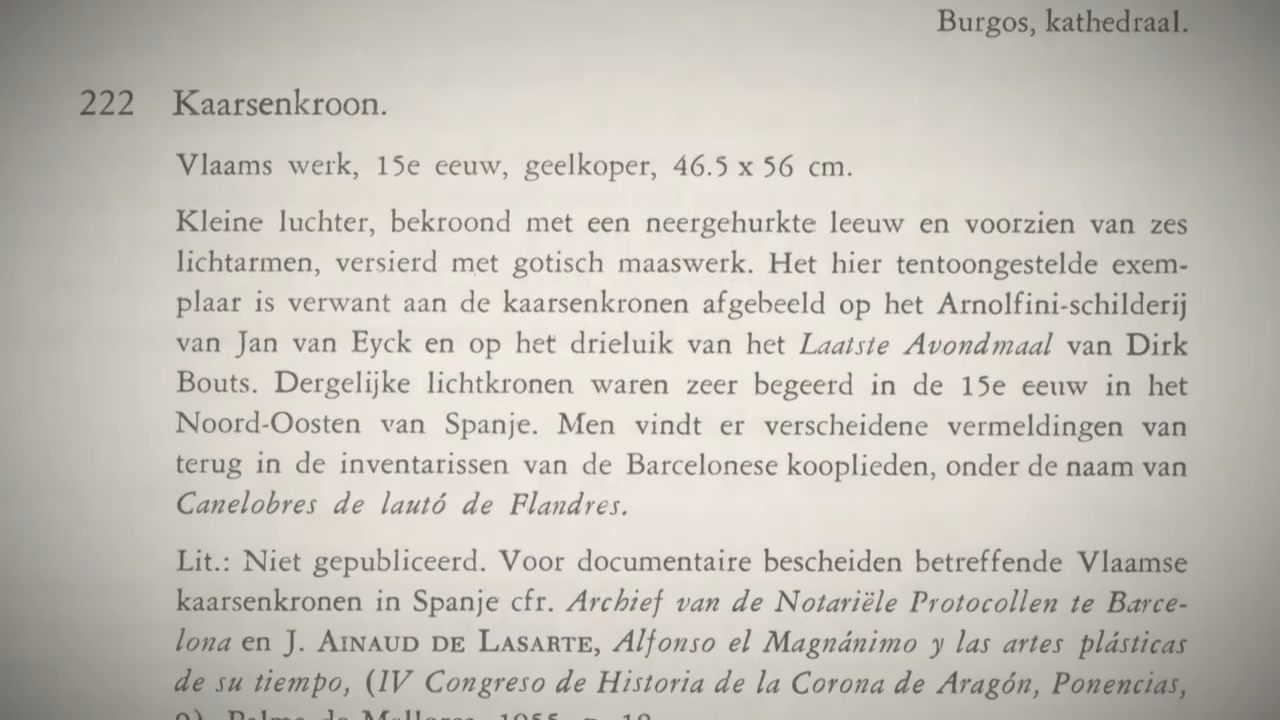 Burgos, kathedraal.
222 Kaarsenkroon.
Vlaams werk, 15e eeuw, geelkoper, 46.5 x 56 cm.
Kleine luchter, bekroond met een neergehurkte leeuw en voorzien van zes
lichtarmen, versierd met gotisch maaswerk. Het hier tentoongestelde exem-
plaar is verwant aan de kaarsenkronen afgebeeld op het Arnolfini-schilderij
van Jan van Eyck en op het drieluik van het Laatste Avondmaal van Dirk
Bouts. Dergelijke lichtkronen waren zeer begeerd in de 15e eeuw in het
Noord-Oosten van Spanje. Men vindt er verscheidene vermeldingen van
terug in de inventarissen van de Barcelonese kooplieden, onder de naam van
Canelobres de lautó de Flandres.
Lit.: Niet gepubliceerd. Voor documentaire bescheiden betreffende Vlaamse
kaarsenkronen in Spanje cfr. Archief van de Notariële Protocollen te Barce-
lona en J. AINAUD DE LASARTE, Alfonso el Magnánimo y las artes plásticas
de su tiempo, (IV Congreso de Historia de la Corona de Aragón, Ponencias,